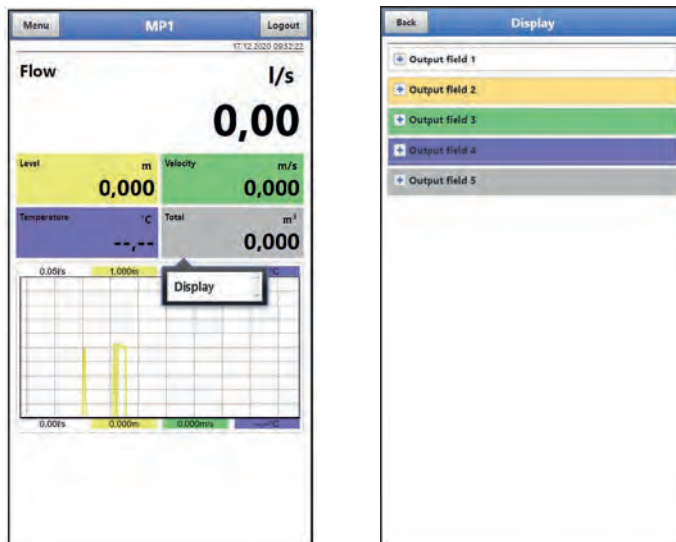 Menu MP1 Logout
17.12.2020 09:32:22
Flow l/s
0,00
Level m Velocity m/s
0,000 0,000
Temperature °C Total m³
--,-- 0,000
0.05l/s 1,000m °C
Display
0.00l/s 0.000m 0.000m/s --.--°C
Back Display
Output field 1
Output field 2
Output field 3
Output field 4
Output field 5